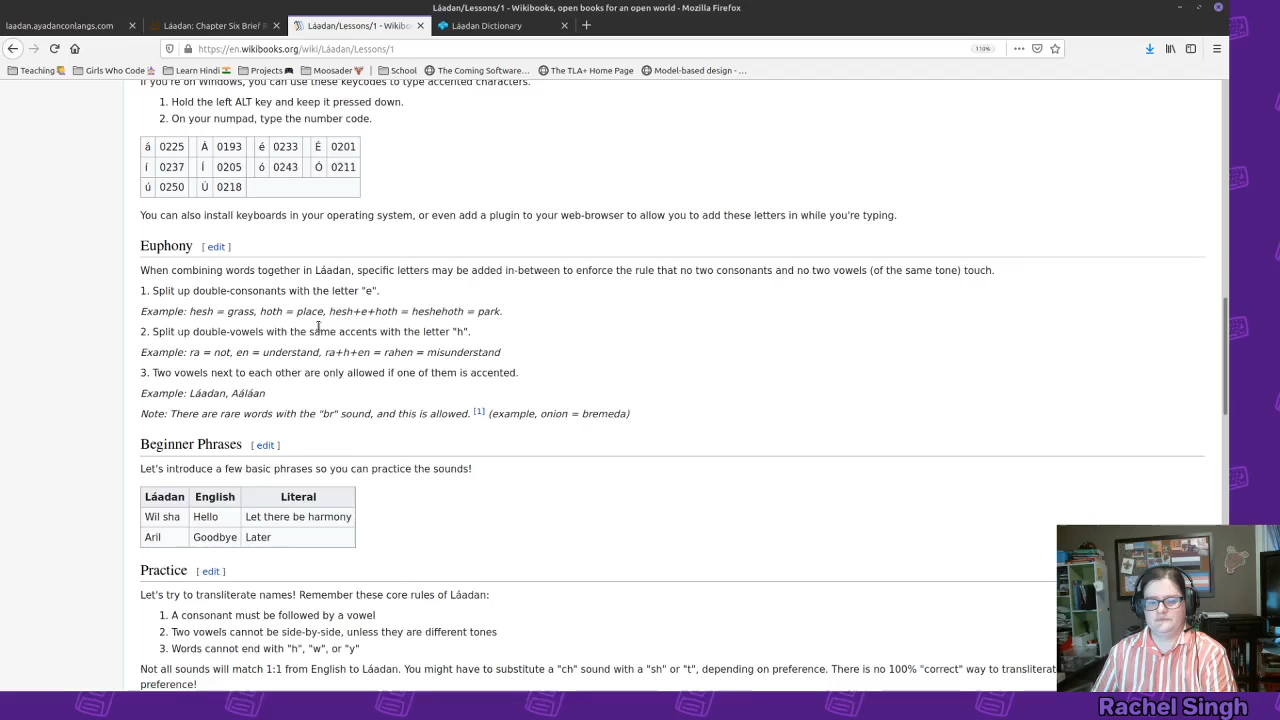 Láadan/Lessons/1 - Wikibooks, open books for an open world - Mozilla Firefox
laadan.ayadanconlangs.com
Láadan: Chapter Six Brief
Láadan/Lessons/1 - Wikibo
Láadan Dictionary
https://en.wikibooks.org/wiki/Láadan/Lessons/1
110%
Teaching
Girls Who Code
Learn Hindi
Projects
Moosader
School
The Coming Software...
The TLA+ Home Page
Model-based design - ...
If you're on Windows, you can use these keycodes to type accented characters.
1. Hold the left ALT key and keep it pressed down.
2. On your numpad, type the number code.
á 0225 Á 0193 é 0233 É 0201
í 0237 Í 0205 ó 0243 Ó 0211
ú 0250 Ú 0218
You can also install keyboards in your operating system, or even add a plugin to your web-browser to allow you to add these letters in while you're typing.
Euphony [ edit ]
When combining words together in Láadan, specific letters may be added in-between to enforce the rule that no two consonants and no two vowels (of the same tone) touch.
1. Split up double-consonants with the letter "e".
Example: hesh = grass, hoth = place, hesh+e+hoth = heshehoth = park.
2. Split up double-vowels with the same accents with the letter "h".
Example: ra = not, en = understand, ra+h+en = rahen = misunderstand
3. Two vowels next to each other are only allowed if one of them is accented.
Example: Láadan, Aáláan
Note: There are rare words with the "br" sound, and this is allowed. [1] (example, onion = bremeda)
Beginner Phrases [ edit ]
Let's introduce a few basic phrases so you can practice the sounds!
Láadan English Literal
Wil sha Hello Let there be harmony
Aril Goodbye Later
Practice [ edit ]
Let's try to transliterate names! Remember these core rules of Láadan:
1. A consonant must be followed by a vowel
2. Two vowels cannot be side-by-side, unless they are different tones
3. Words cannot end with "h", "w", or "y"
Not all sounds will match 1:1 from English to Láadan. You might have to substitute a "ch" sound with a "sh" or "t", depending on preference. There is no 100% "correct" way to transliterat
preference!
Rachel Singh